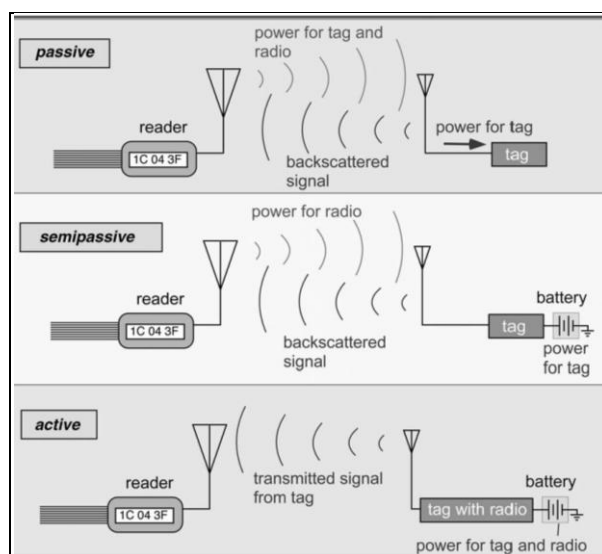 passive
power for tag
and radio
reader
1C 04 3F
backscattered
signal
power for tag
tag
semipassive
power for radio
reader
1C 04 3F
backscattered
signal
tag
battery
power
for tag
active
reader
1C 04 3F
transmitted signal
from tag
tag with radio
battery
power for tag and radio